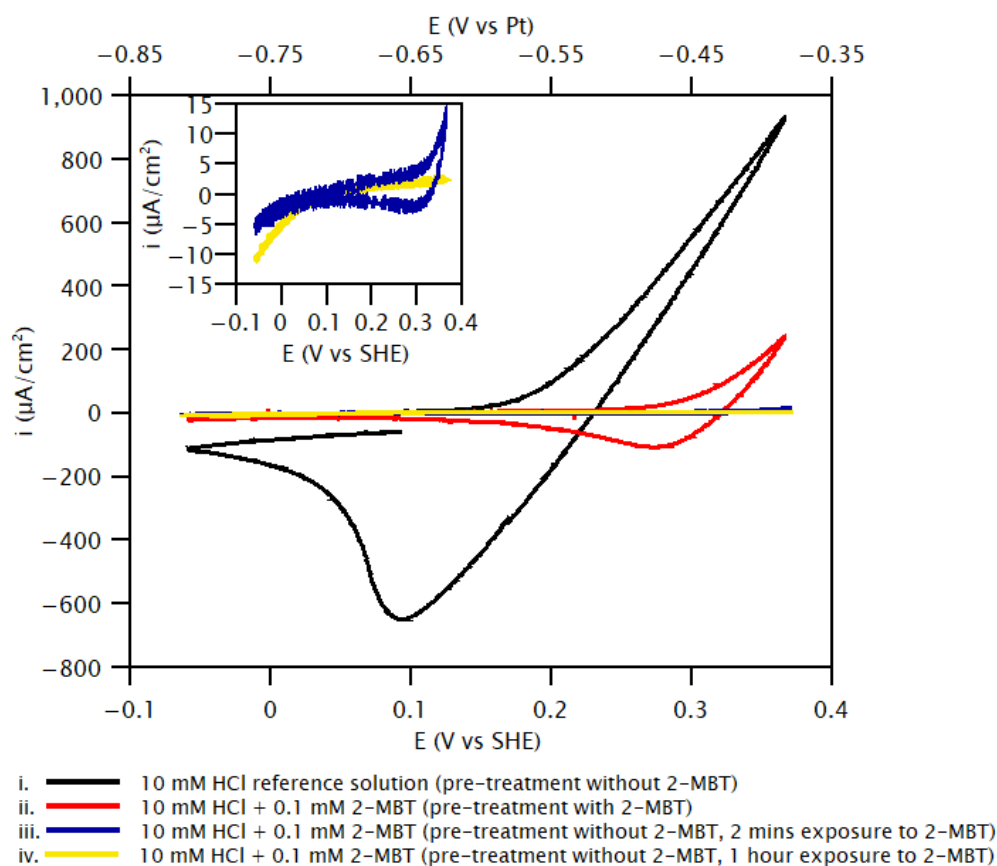 E (V vs Pt)
−0.85 −0.75 −0.65 −0.55 −0.45 −0.35
1,000
800
600
400
200
0
−200
−400
−600
−800
i (µA/cm²)
15
10
5
0
−5
−10
−15
i (µA/cm²)
−0.1 0 0.1 0.2 0.3 0.4
E (V vs SHE)
−0.1 0 0.1 0.2 0.3 0.4
E (V vs SHE)
i. 10 mM HCl reference solution (pre-treatment without 2-MBT)
ii. 10 mM HCl + 0.1 mM 2-MBT (pre-treatment with 2-MBT)
iii. 10 mM HCl + 0.1 mM 2-MBT (pre-treatment without 2-MBT, 2 mins exposure to 2-MBT)
iv. 10 mM HCl + 0.1 mM 2-MBT (pre-treatment without 2-MBT, 1 hour exposure to 2-MBT)